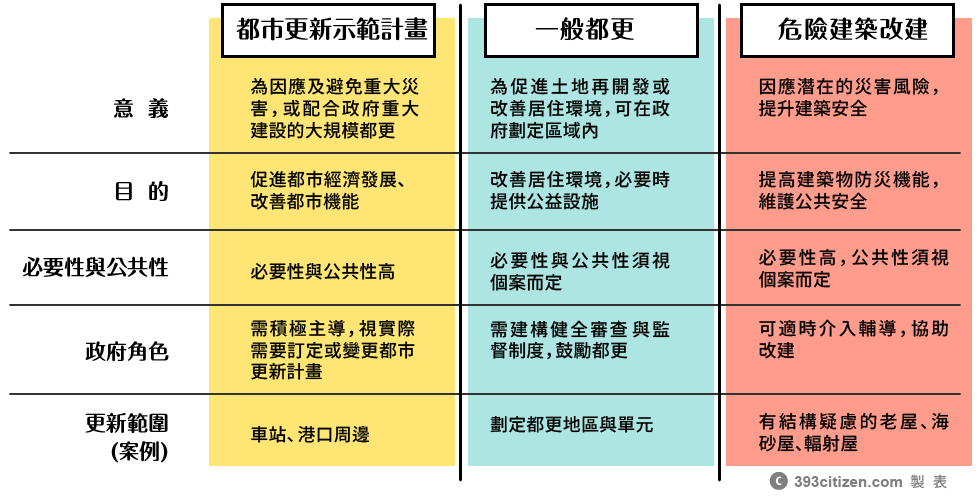 都市更新示範計畫
一般都更
危險建築改建
意 義
為因應及避免重大災
害，或配合政府重大
建設的大規模都更
為促進土地再開發或
改善居住環境，可在政
府劃定區域內
因應潛在的災害風險，
提升建築安全
目 的
促進都市經濟發展、
改善都市機能
改善居住環境，必要時
提供公益設施
提高建築物防災機能，
維護公共安全
必要性與公共性
必要性與公共性高
必要性與公共性須視
個案而定
必要性高，公共性須視
個案而定
政府角色
需積極主導，視實際
需要訂定或變更都市
更新計畫
需建構健全審查與監
督制度，鼓勵都更
可適時介入輔導，協助
改建
更新範圍
(案例)
車站、港口周邊
劃定都更地區與單元
有結構疑慮的老屋、海
砂屋、輻射屋
C 393citizen.com 製 表